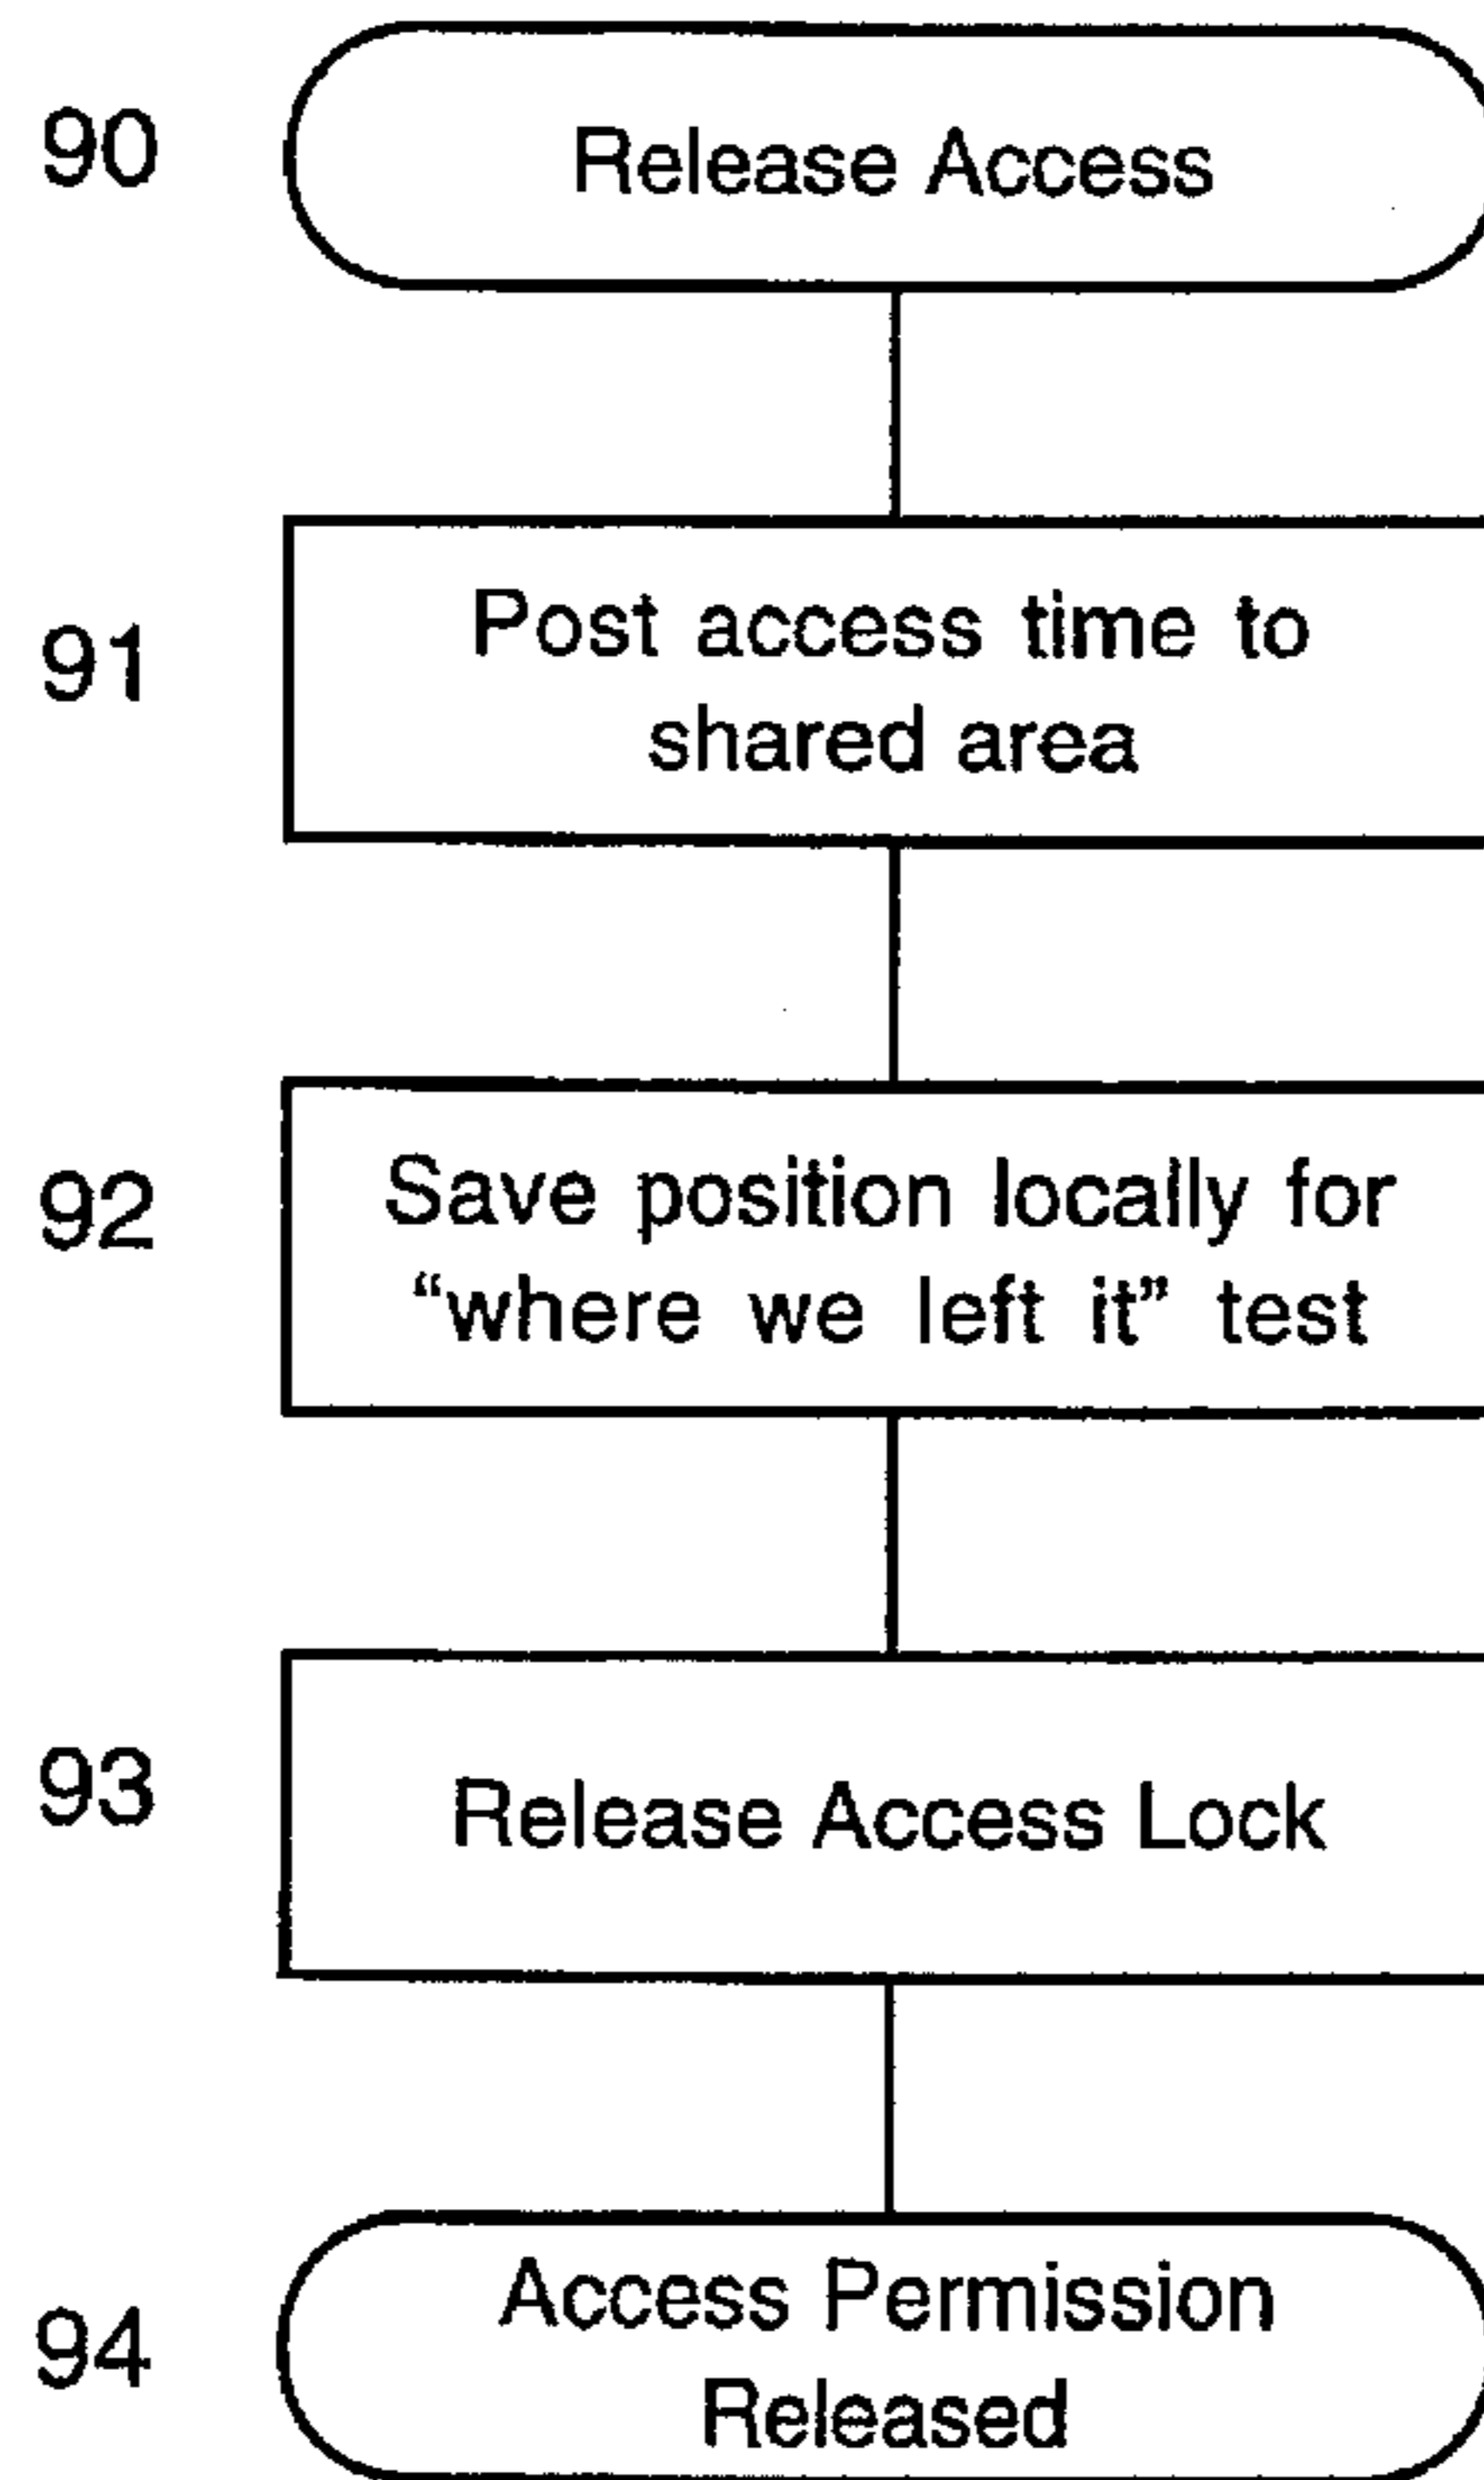 90
Release Access
91
Post access time to
shared area
92
Save position locally for
“where we left it” test
93
Release Access Lock
94
Access Permission
Released